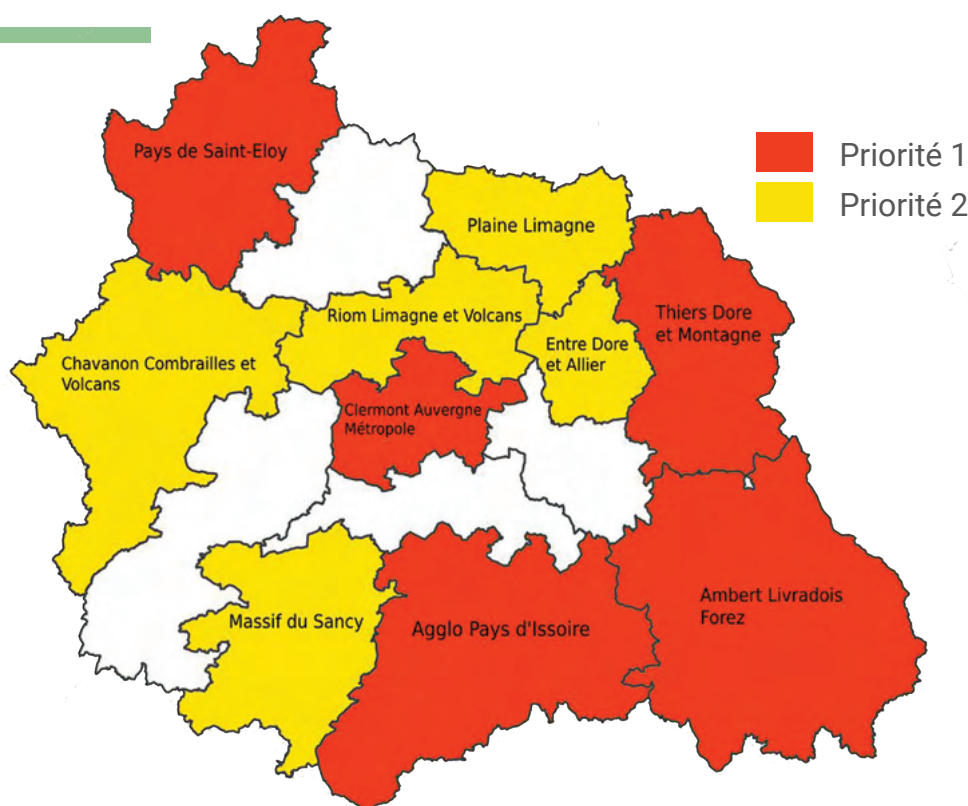 Pays de Saint-Eloy
Priorité 1
Priorité 2
Plaine Limagne
Riom Limagne et Volcans
Thiers Dore
et Montagne
Entre Dore
et Allier
Chavanon Combrailles et
Volcans
Clermont Auvergne
Métropole
Ambert Livradois
Forez
Massif du Sancy
Agglo Pays d'Issoire